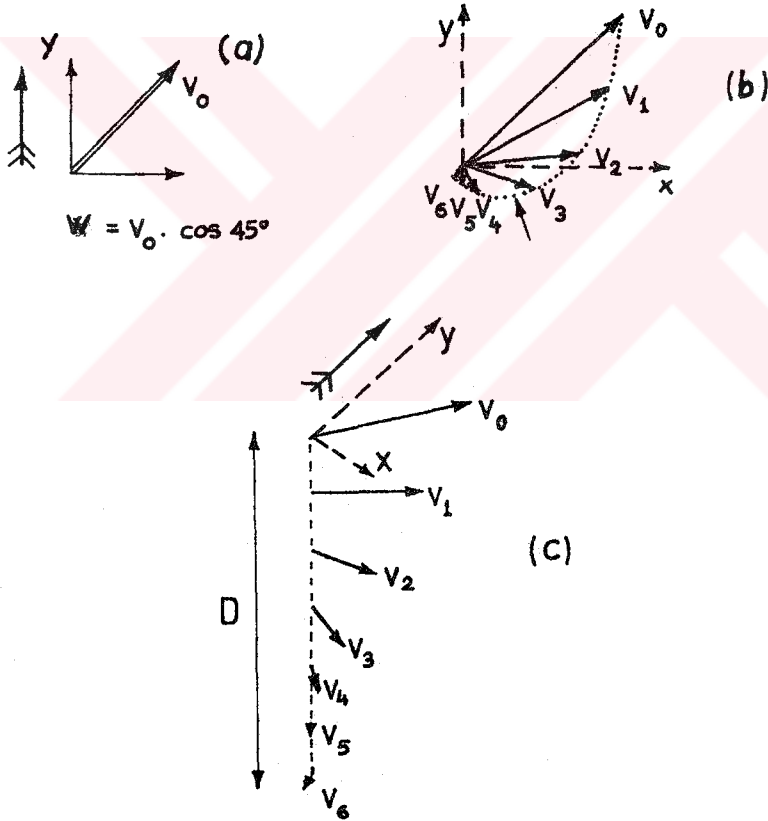 (a)
y
V₀
W = V₀ . cos 45°
(b)
y
V₀
V₁
V₂
x
V₆ V₅ V₄ V₃
(c)
y
V₀
x
V₁
V₂
D
V₃
V₄
V₅
V₆